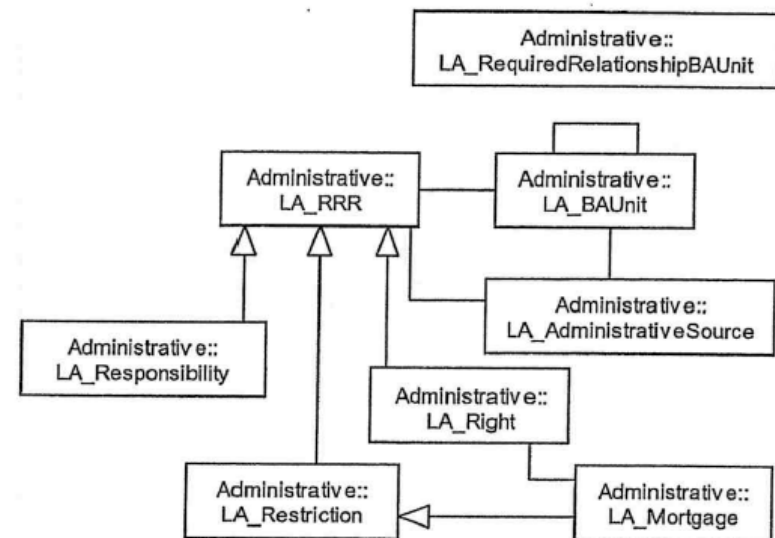 Administrative::
LA_RequiredRelationshipBAUnit
Administrative::
LA_RRR
Administrative::
LA_BAUnit
Administrative::
LA_AdministrativeSource
Administrative::
LA_Responsibility
Administrative::
LA_Right
Administrative::
LA_Restriction
Administrative::
LA_Mortgage